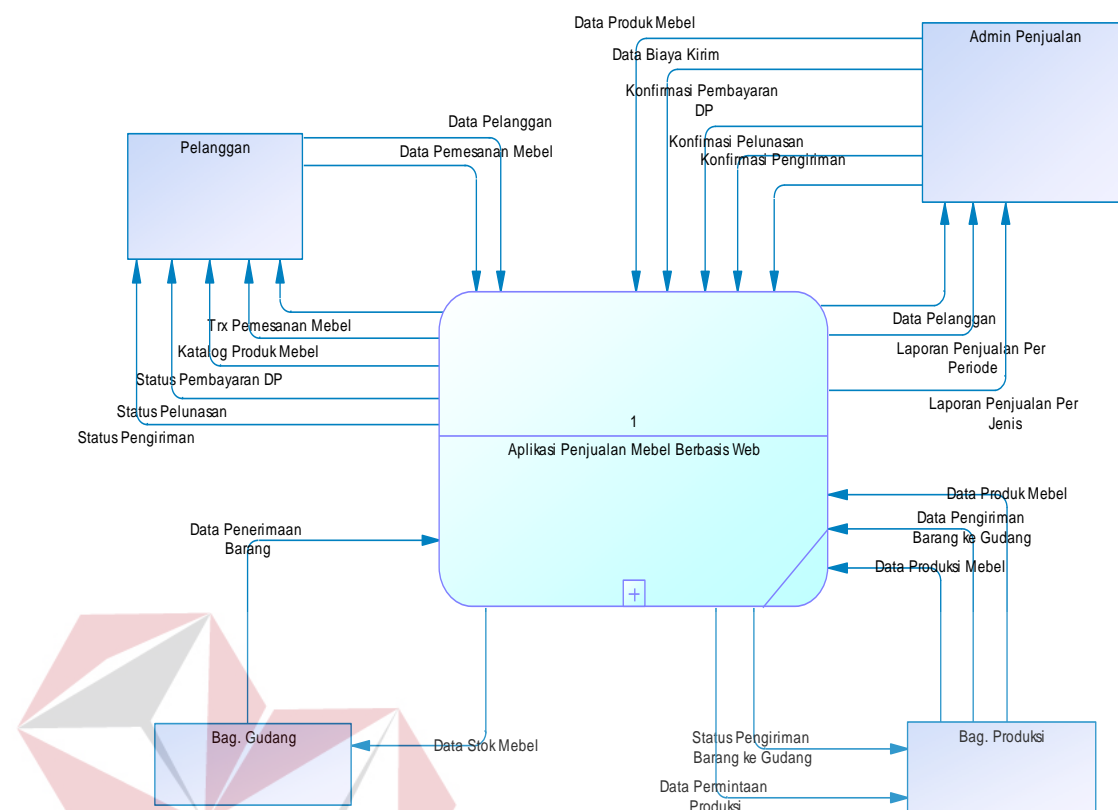 Data Produk Mebel
Admin Penjualan
Data Biaya Kirim
Konfirmasi Pembayaran
DP
Konfimasi Pelunasan
Konfirmasi Pengiriman
Data Pelanggan
Data Pemesanan Mebel
Pelanggan
Trx Pemesanan Mebel
Katalog Produk Mebel
Status Pembayaran DP
Status Pelunasan
Status Pengiriman
Data Pelanggan
Laporan Penjualan Per
Periode
Laporan Penjualan Per
Jenis
1
Aplikasi Penjualan Mebel Berbasis Web
Data Penerimaan
Barang
Data Produk Mebel
Data Pengiriman
Barang ke Gudang
Data Produksi Mebel
Bag. Gudang
Data Stok Mebel
Status Pengiriman
Barang ke Gudang
Data Permintaan
Produksi
Bag. Produksi